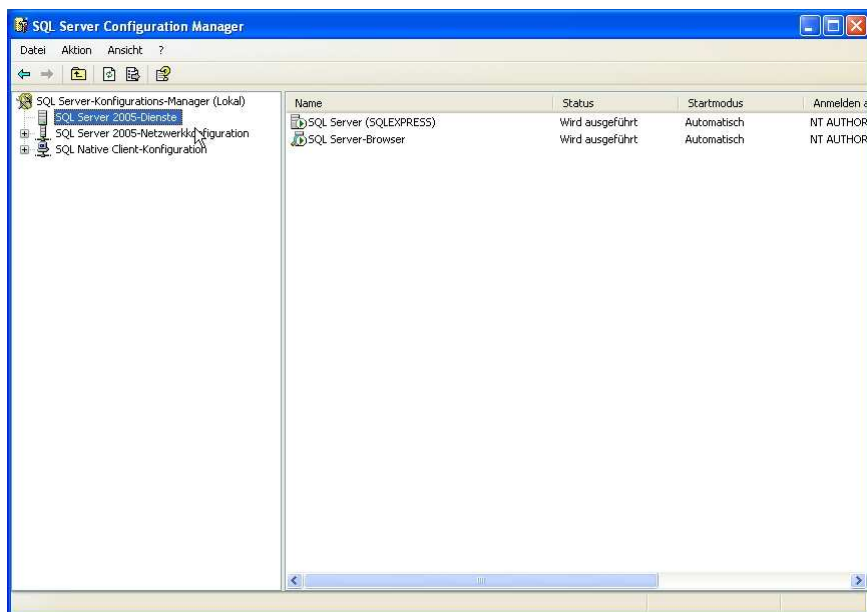 SQL Server Configuration Manager
Datei Aktion Ansicht ?
SQL Server-Konfigurations-Manager (Lokal)
SQL Server 2005-Dienste
SQL Server 2005-Netzwerkkonfiguration
SQL Native Client-Konfiguration
Name Status Startmodus Anmelden a
SQL Server (SQLEXPRESS) Wird ausgeführt Automatisch NT AUTHOR
SQL Server-Browser Wird ausgeführt Automatisch NT AUTHOR